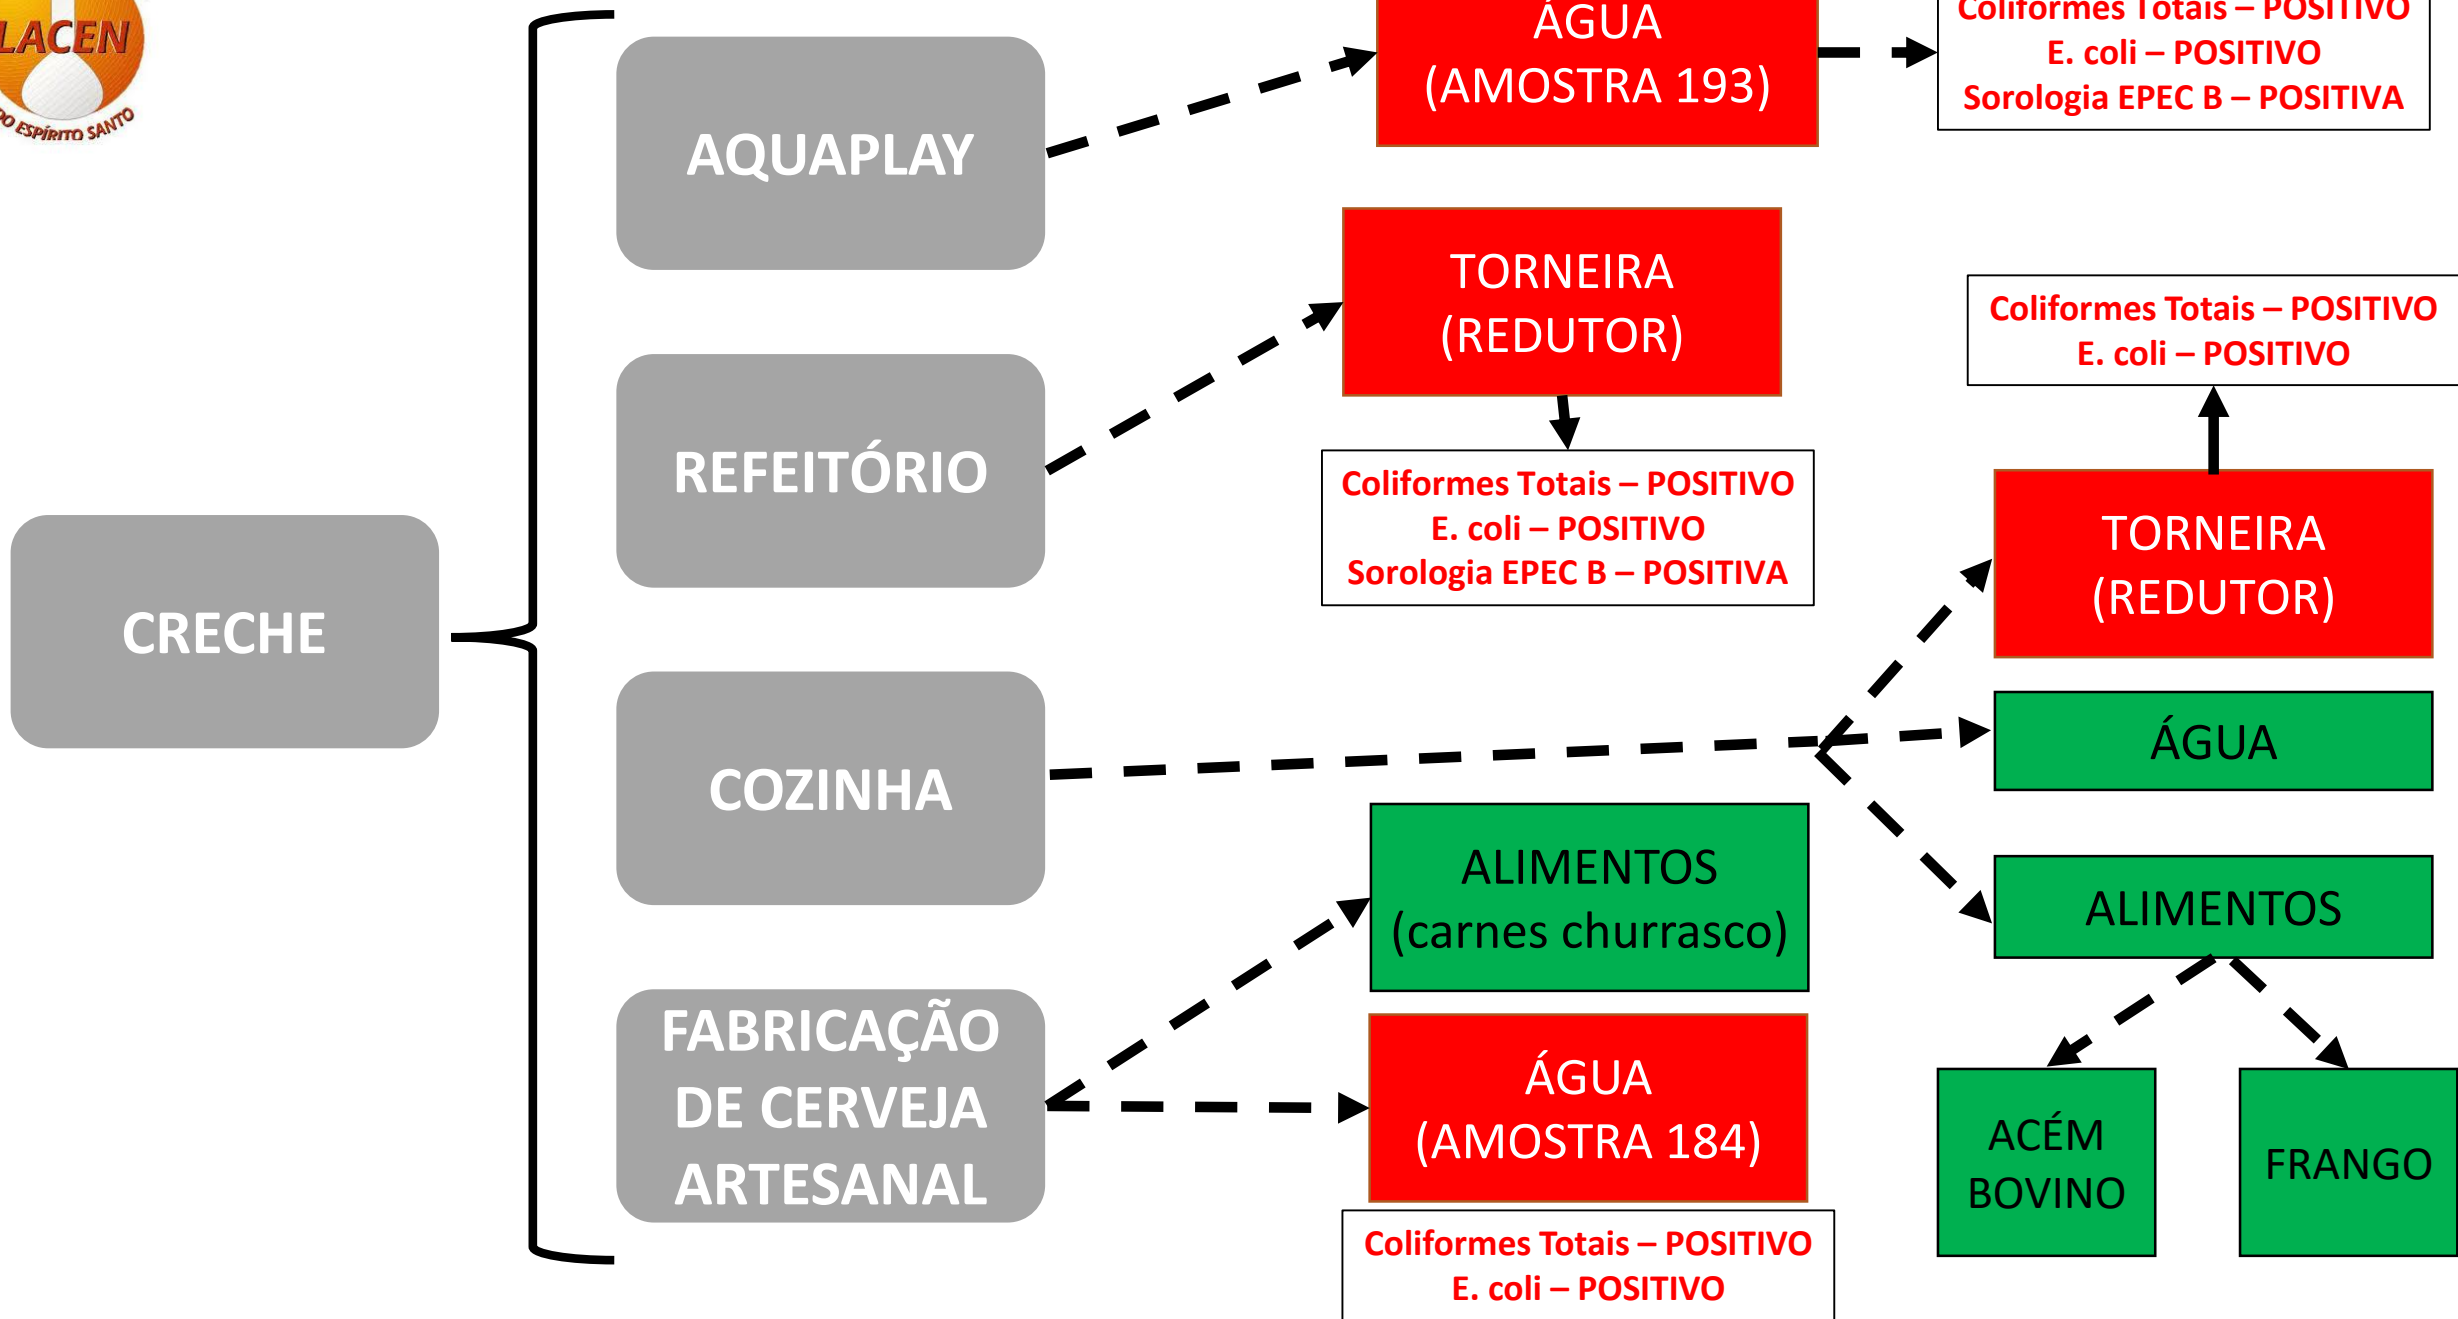 LACEN
DO ESPÍRITO SANTO
ÁGUA
(AMOSTRA 193)
Coliformes Totais – POSITIVO
E. coli – POSITIVO
Sorologia EPEC B – POSITIVA
AQUAPLAY
TORNEIRA
(REDUTOR)
Coliformes Totais – POSITIVO
E. coli – POSITIVO
REFEITÓRIO
Coliformes Totais – POSITIVO
E. coli – POSITIVO
Sorologia EPEC B – POSITIVA
TORNEIRA
(REDUTOR)
CRECHE
ÁGUA
COZINHA
ALIMENTOS
(carnes churrasco)
ALIMENTOS
FABRICAÇÃO
DE CERVEJA
ARTESANAL
ÁGUA
(AMOSTRA 184)
ACÉM
BOVINO
FRANGO
Coliformes Totais – POSITIVO
E. coli – POSITIVO